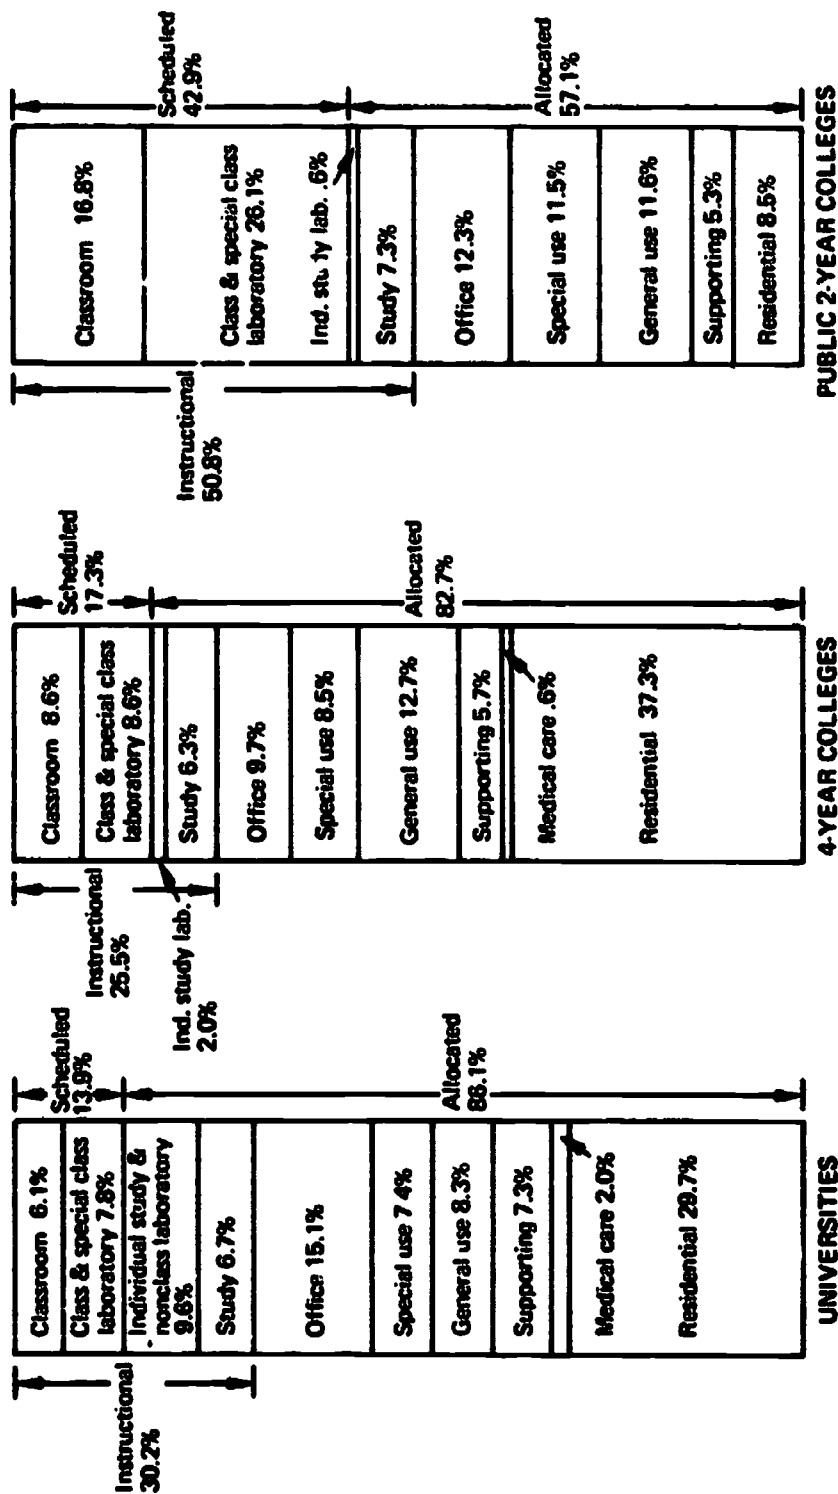 Instructional
30.2%
Scheduled
13.9%
Classroom 6.1%
Class & special class
laboratory 7.8%
Individual study &
nonclass laboratory
9.6%
Study 6.7%
Office 15.1%
Special use 7 4%
General use 8.3%
Supporting 7.3%
Medical care 2.0%
Residential 29.7%
Allocated
86.1%
UNIVERSITIES
Instructional
25.5%
Ind. study lab.
2.0%
Scheduled
17.3%
Classroom 8.6%
Class & special class
laboratory 8.6%
Study 6.3%
Office 9.7%
Special use 8.5%
General use 12.7%
Supporting 5.7%
Medical care .6%
Residential 37.3%
Allocated
82.7%
4-YEAR COLLEGES
Instructional
50.8%
Scheduled
42.9%
Classroom 16.8%
Class & special class
laboratory 26.1%
Ind. study lab. .6%
Study 7.3%
Office 12.3%
Special use 11.5%
General use 11.6%
Supporting 5.3%
Residential 8.5%
Allocated
57.1%
PUBLIC 2-YEAR COLLEGES